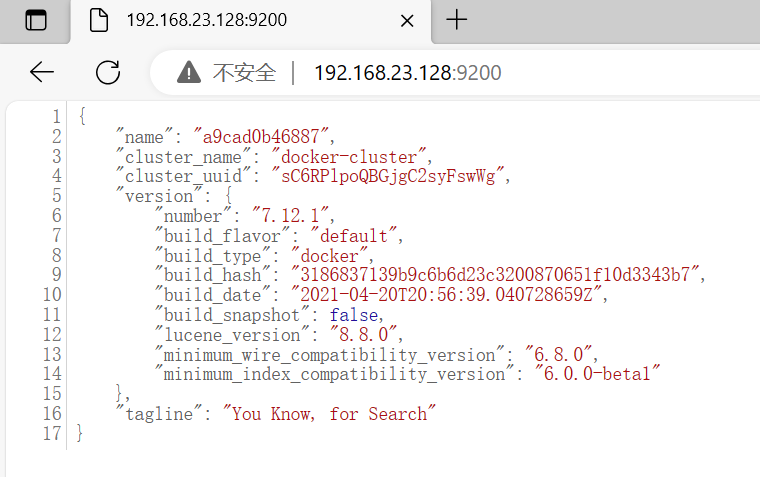 192.168.23.128:9200
不安全 192.168.23.128:9200
1 {
2 "name": "a9cad0b46887",
3 "cluster_name": "docker-cluster",
4 "cluster_uuid": "sC6RPlpoQBGjgC2syFswWg",
5 "version": {
6 "number": "7.12.1",
7 "build_flavor": "default",
8 "build_type": "docker",
9 "build_hash": "3186837139b9c6b6d23c3200870651f10d3343b7",
10 "build_date": "2021-04-20T20:56:39.040728659Z",
11 "build_snapshot": false,
12 "lucene_version": "8.8.0",
13 "minimum_wire_compatibility_version": "6.8.0",
14 "minimum_index_compatibility_version": "6.0.0-beta1"
15 },
16 "tagline": "You Know, for Search"
17 }